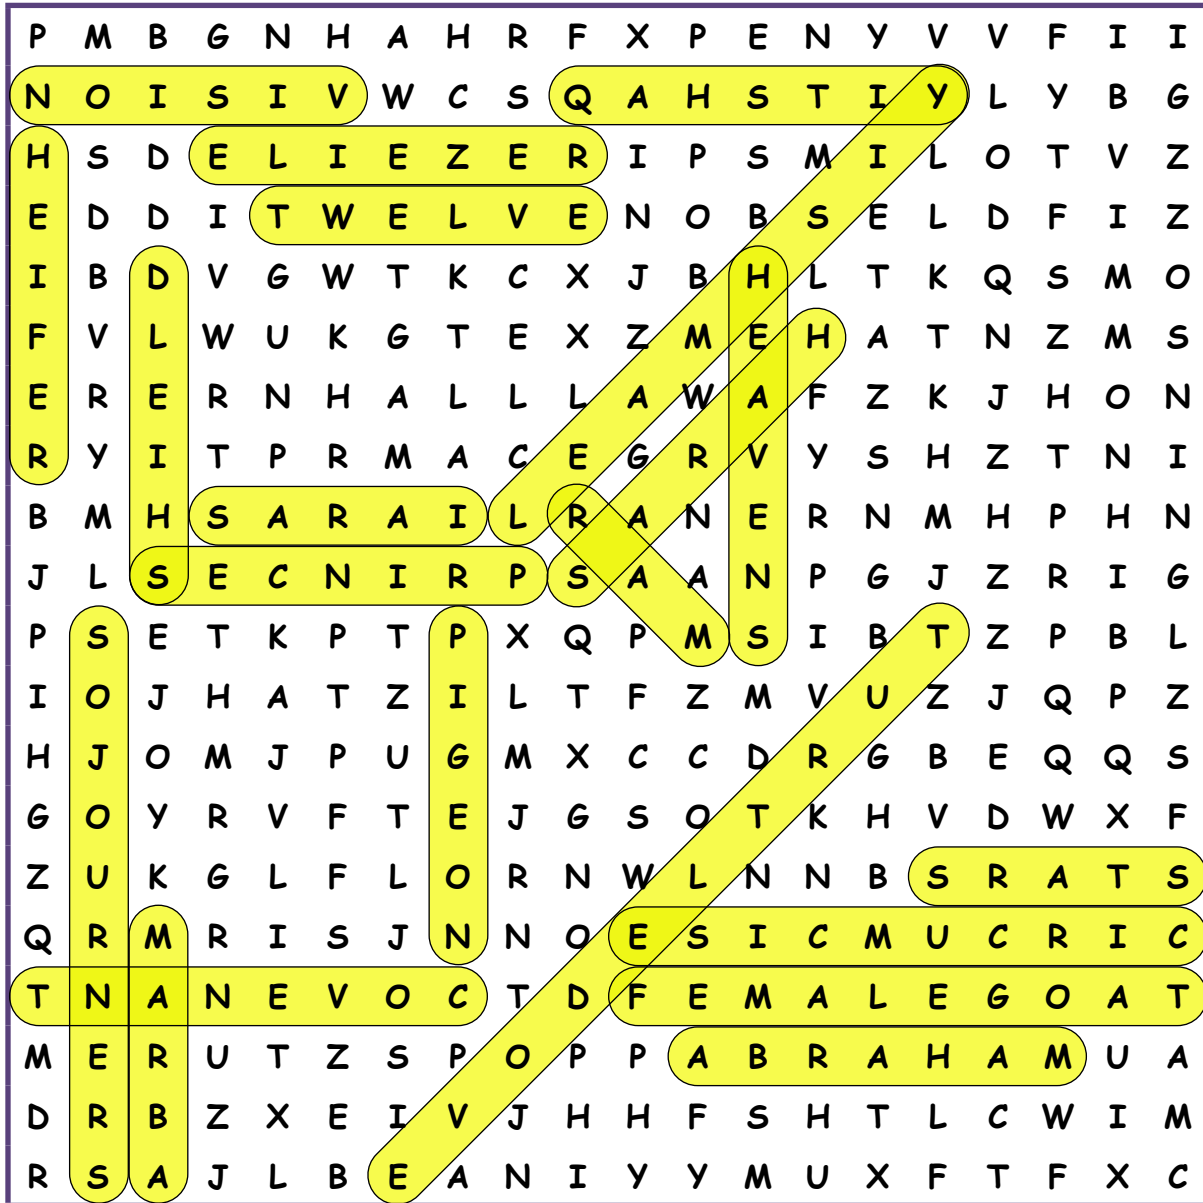 P M B G N H A H R F X P E N Y V V F I I
N O I S I V W C S Q A H S T I Y L Y B G
H S D E L I E Z E R I P S M I L O T V Z
E D D I T W E L V E N O B S E L D F I Z
I B D V G W T K C X J B H L T K Q S M O
F V L W U K G T E X Z M E H A T N Z M S
E R E R N H A L L L A W A F Z K J H O N
R Y I T P R M A C E G R V Y S H Z T N I
B M H S A R A I L R A N E R N M H P H N
J L S E C N I R P S A A N P G J Z R I G
P S E T K P T P X Q P M S I B T Z P B L
I O J H A T Z I L T F Z M V U Z J Q P Z
H J O M J P U G M X C C D R G B E Q Q S
G O Y R V F T E J G S O T K H V D W X F
Z U K G L F L O R N W L N N B S R A T S
Q R M R I S J N N O E S I C M U C R I C
T N A N E V O C T D F E M A L E G O A T
M E R U T Z S P O P P A B R A H A M U A
D R B Z X E I V J H H F S H T L C W I M
R S A J L B E A N I Y Y M U X F T F X C